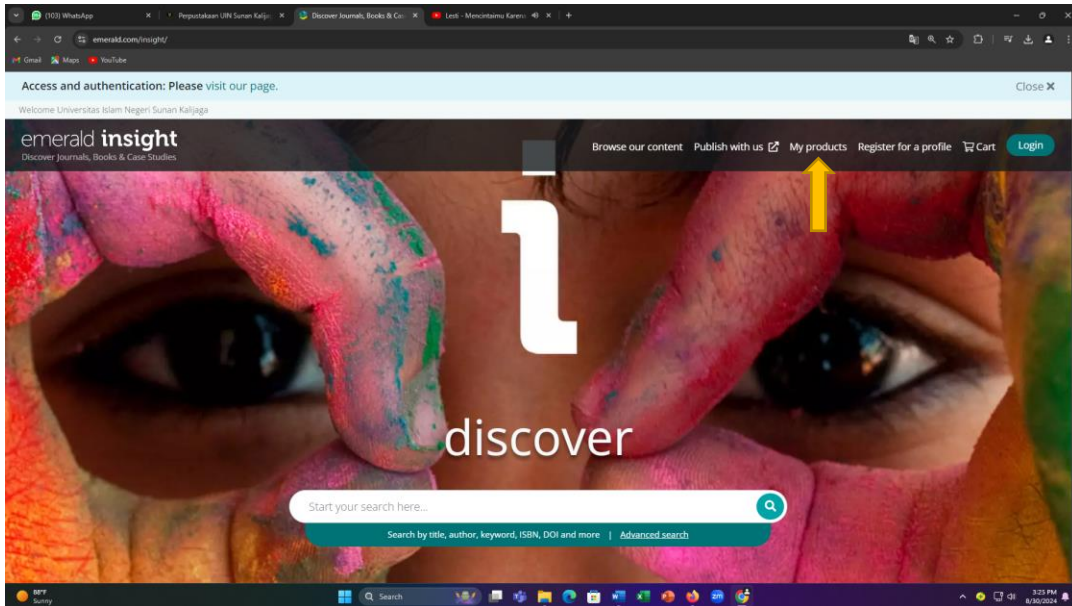 (103) WhatsApp
Perpustakaan UIN Sunan Kalija
Discover Journals, Books & Cas
Lesti - Mencintaimu Karena
emerald.com/insight/
Gmail
Maps
YouTube
Access and authentication: Please visit our page.
Close X
Welcome Universitas Islam Negeri Sunan Kalijaga
emerald insight
Discover Journals, Books & Case Studies
Browse our content
Publish with us
My products
Register for a profile
Cart
Login
i
discover
Start your search here...
Search by title, author, keyword, ISBN, DOI and more | Advanced search
88°F
Sunny
Search
zm
3:25 PM
8/30/2024